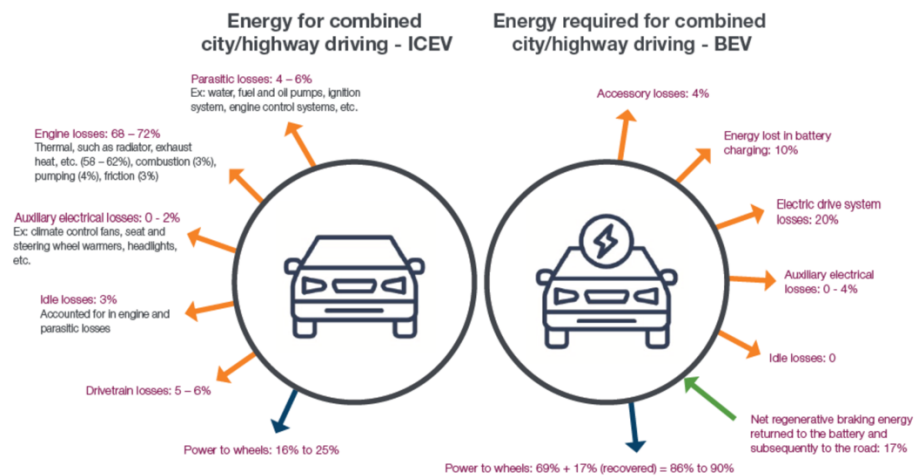 Energy for combined
city/highway driving - ICEV
Parasitic losses: 4 – 6%
Ex: water, fuel and oil pumps, ignition
system, engine control systems, etc.
Engine losses: 68 – 72%
Thermal, such as radiator, exhaust
heat, etc. (58 – 62%), combustion (3%),
pumping (4%), friction (3%)
Auxiliary electrical losses: 0 - 2%
Ex: climate control fans, seat and
steering wheel warmers, headlights,
etc.
Idle losses: 3%
Accounted for in engine and
parasitic losses
Drivetrain losses: 5 – 6%
Power to wheels: 16% to 25%
Energy required for combined
city/highway driving - BEV
Accessory losses: 4%
Energy lost in battery
charging: 10%
Electric drive system
losses: 20%
Auxiliary electrical
losses: 0 - 4%
Idle losses: 0
Net regenerative braking energy
returned to the battery and
subsequently to the road: 17%
Power to wheels: 69% + 17% (recovered) = 86% to 90%